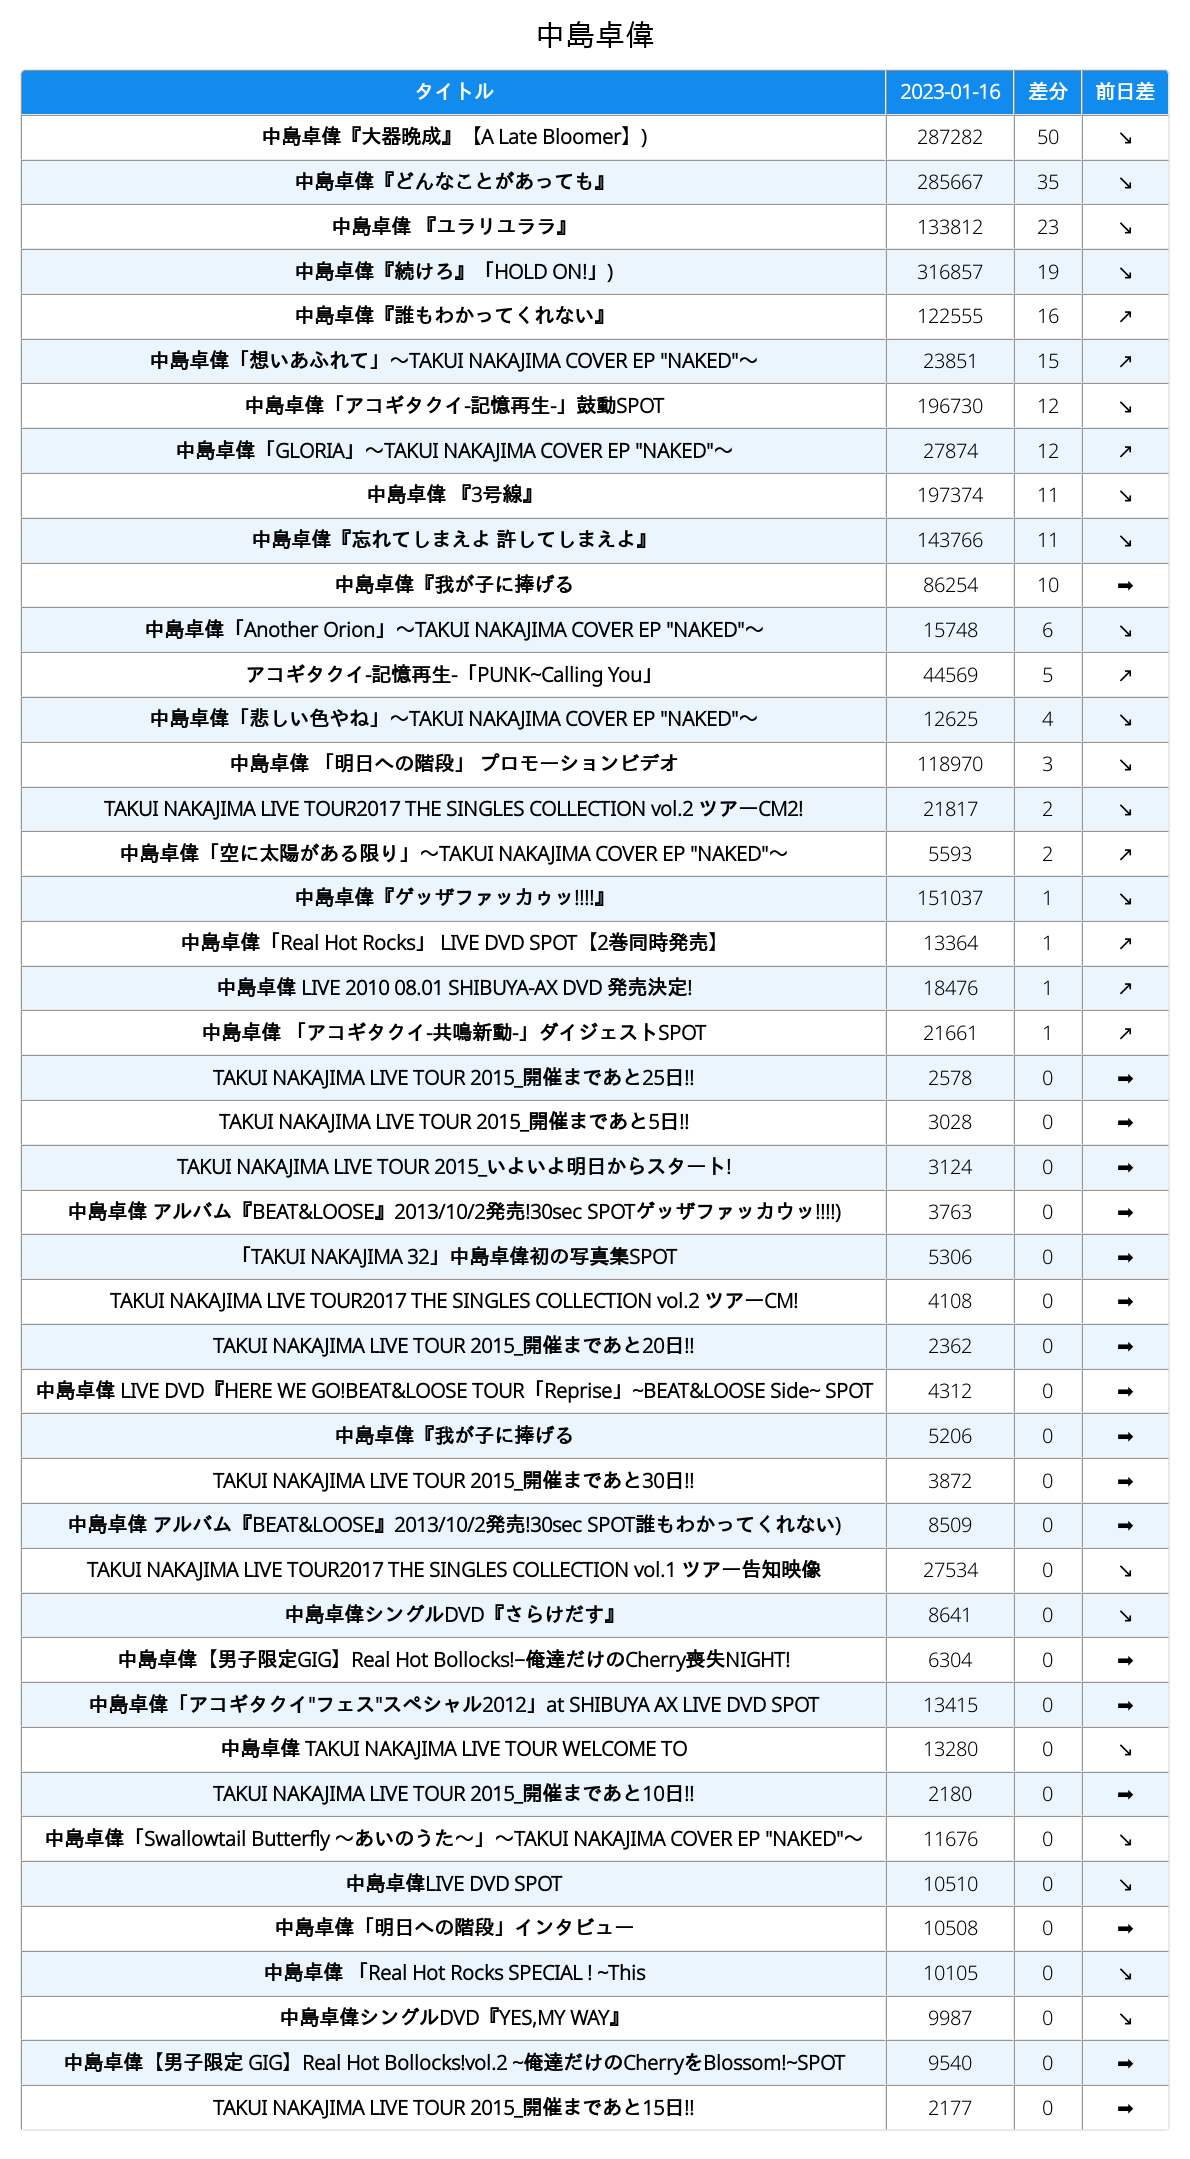 中島卓偉
タイトル 2023-01-16 差分 前日差
中島卓偉『大器晩成』【A Late Bloomer】) 287282 50 ↘
中島卓偉『どんなことがあっても』 285667 35 ↘
中島卓偉 『ユラリユララ』 133812 23 ↘
中島卓偉『続けろ』「HOLD ON!」) 316857 19 ↘
中島卓偉『誰もわかってくれない』 122555 16 ↗
中島卓偉「想いあふれて」〜TAKUI NAKAJIMA COVER EP "NAKED"〜 23851 15 ↗
中島卓偉「アコギタクイ-記憶再生-」鼓動SPOT 196730 12 ↘
中島卓偉「GLORIA」〜TAKUI NAKAJIMA COVER EP "NAKED"〜 27874 12 ↗
中島卓偉 『3号線』 197374 11 ↘
中島卓偉『忘れてしまえよ 許してしまえよ』 143766 11 ↘
中島卓偉『我が子に捧げる 86254 10 ➡
中島卓偉「Another Orion」〜TAKUI NAKAJIMA COVER EP "NAKED"〜 15748 6 ↘
アコギタクイ-記憶再生-「PUNK~Calling You」 44569 5 ↗
中島卓偉「悲しい色やね」〜TAKUI NAKAJIMA COVER EP "NAKED"〜 12625 4 ↘
中島卓偉 「明日への階段」 プロモーションビデオ 118970 3 ↘
TAKUI NAKAJIMA LIVE TOUR2017 THE SINGLES COLLECTION vol.2 ツアーCM2! 21817 2 ↘
中島卓偉「空に太陽がある限り」〜TAKUI NAKAJIMA COVER EP "NAKED"〜 5593 2 ↗
中島卓偉『ゲッザファッカゥッ!!!!』 151037 1 ↘
中島卓偉「Real Hot Rocks」 LIVE DVD SPOT【2巻同時発売】 13364 1 ↗
中島卓偉 LIVE 2010 08.01 SHIBUYA-AX DVD 発売決定! 18476 1 ↗
中島卓偉 「アコギタクイ-共鳴新動-」ダイジェストSPOT 21661 1 ↗
TAKUI NAKAJIMA LIVE TOUR 2015_開催まであと25日!! 2578 0 ➡
TAKUI NAKAJIMA LIVE TOUR 2015_開催まであと5日!! 3028 0 ➡
TAKUI NAKAJIMA LIVE TOUR 2015_いよいよ明日からスタート! 3124 0 ➡
中島卓偉 アルバム『BEAT&LOOSE』2013/10/2発売!30sec SPOTゲッザファッカウッ!!!!) 3763 0 ➡
「TAKUI NAKAJIMA 32」中島卓偉初の写真集SPOT 5306 0 ➡
TAKUI NAKAJIMA LIVE TOUR2017 THE SINGLES COLLECTION vol.2 ツアーCM! 4108 0 ➡
TAKUI NAKAJIMA LIVE TOUR 2015_開催まであと20日!! 2362 0 ➡
中島卓偉 LIVE DVD『HERE WE GO!BEAT&LOOSE TOUR「Reprise」~BEAT&LOOSE Side~ SPOT 4312 0 ➡
中島卓偉『我が子に捧げる 5206 0 ➡
TAKUI NAKAJIMA LIVE TOUR 2015_開催まであと30日!! 3872 0 ➡
中島卓偉 アルバム『BEAT&LOOSE』2013/10/2発売!30sec SPOT誰もわかってくれない) 8509 0 ➡
TAKUI NAKAJIMA LIVE TOUR2017 THE SINGLES COLLECTION vol.1 ツアー告知映像 27534 0 ↘
中島卓偉シングルDVD『さらけだす』 8641 0 ↘
中島卓偉【男子限定GIG】Real Hot Bollocks!–俺達だけのCherry喪失NIGHT! 6304 0 ➡
中島卓偉「アコギタクイ"フェス"スペシャル2012」at SHIBUYA AX LIVE DVD SPOT 13415 0 ➡
中島卓偉 TAKUI NAKAJIMA LIVE TOUR WELCOME TO 13280 0 ↘
TAKUI NAKAJIMA LIVE TOUR 2015_開催まであと10日!! 2180 0 ➡
中島卓偉「Swallowtail Butterfly 〜あいのうた〜」〜TAKUI NAKAJIMA COVER EP "NAKED"〜 11676 0 ↘
中島卓偉LIVE DVD SPOT 10510 0 ↘
中島卓偉「明日への階段」インタビュー 10508 0 ➡
中島卓偉 「Real Hot Rocks SPECIAL ! ~This 10105 0 ↘
中島卓偉シングルDVD『YES,MY WAY』 9987 0 ↘
中島卓偉【男子限定 GIG】Real Hot Bollocks!vol.2 ~俺達だけのCherryをBlossom!~SPOT 9540 0 ➡
TAKUI NAKAJIMA LIVE TOUR 2015_開催まであと15日!! 2177 0 ➡